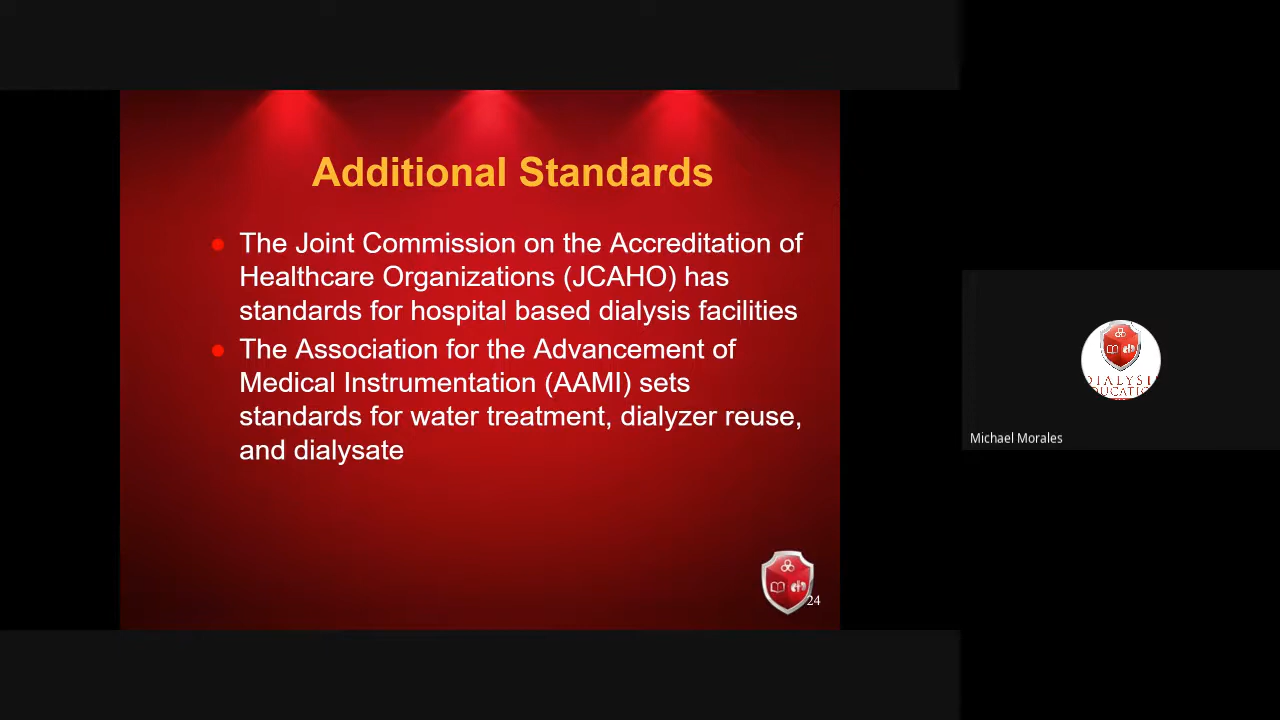 Additional Standards
The Joint Commission on the Accreditation of
Healthcare Organizations (JCAHO) has
standards for hospital based dialysis facilities
The Association for the Advancement of
Medical Instrumentation (AAMI) sets
standards for water treatment, dialyzer reuse,
and dialysate
24
Michael Morales